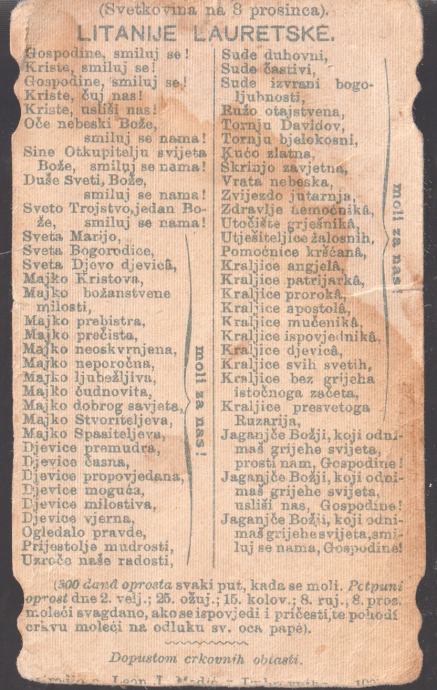 (Svetkovina na 8 prosinca).
LITANIJE LAURETSKE.
Gospodine, smiluj se!
Kriste, smiluj se!
Gospodine, smiluj se!
Kriste, čuj nas!
Kriste, usliši nas!
Oče nebeski Bože,
smiluj se nama!
Sine Otkupitelju svijeta
Bože, smiluj se nama!
Duše Sveti, Bože,
smiluj se nama!
Sveto Trojstvo, jedan Bo-
že, smiluj se nama!
Sveta Marijo,
Sveta Bogorodice,
Sveta Djevo djevicâ,
Majko Kristova,
Majko božanstvene
milosti,
Majko prebistra,
Majko prečista,
Majko neoskvrnjena,
Majko neporočna,
Majko ljubežljiva,
Majko čudnovita,
Majko dobrog savjeta,
Majko Stvoriteljeva,
Majko Spasiteljeva,
Djevice premudra,
Djevice časna,
Djevice propovjedana,
Djevice moguća,
Djevice milostiva,
Djevice vjerna,
Ogledalo pravde,
Prijestolje mudrosti,
Uzroče naše radosti,
moli za nas!
Sude duhovni,
Sude častivi,
Sude izvrani bogo-
ljubnosti,
Ružo otajstvena,
Tornju Davidov,
Tornju bjelokosni,
Kućo zlatna,
Škrinjo zavjetna,
Vrata nebeska,
Zvijezdo jutarnja,
Zdravlje nemoćnikâ,
Utočište grješnikâ,
Utješiteljice žalosnih,
Pomoćnice kršćanâ,
Kraljice angjelâ,
Kraljice patrijarkâ,
Kraljice prorokâ,
Kraljice apostolâ,
Kraljice mučenikâ,
Kraljice ispovjednikâ,
Kraljice djevicâ,
Kraljice svih svetih,
Kraljice bez grijeha
istočnoga začeta,
Kraljice presvetoga
Ruzarija,
moli za nas!
Jaganjče Božji, koji odni-
maš grijehe svijeta,
prosti nam, Gospodine!
Jaganjče Božji, koji odni-
maš grijehe svijeta,
usliši nas, Gospodine!
Jaganjče Božji, koji odni-
maš grijehe svijeta, smi-
luj se nama, Gospodine!
(300 danâ oprosta svaki put, kada se moli. Potpuni
oprost dne 2. velj.; 25. ožuj.; 15. kolov.; 8. ruj., 8. pros.
moleći svagdano, ako se ispovjedi i pričesti, te pohodi
crkvu moleći na odluku sv. oca pape).
Dopustom crkovnih oblasti.